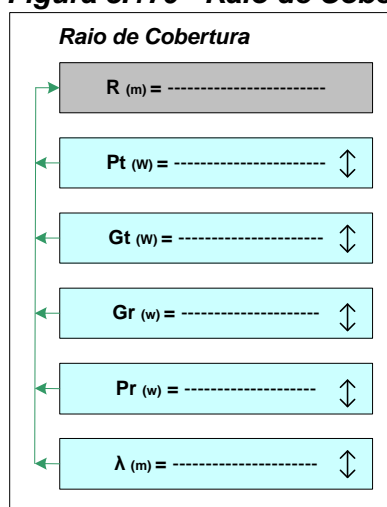 Raio de Cobertura
R (m) = ----------------------
Pt (W) = -----------------------
Gt (W) = ----------------------
Gr (w) = ---------------------
Pr (w) = --------------------
λ (m) = ----------------------